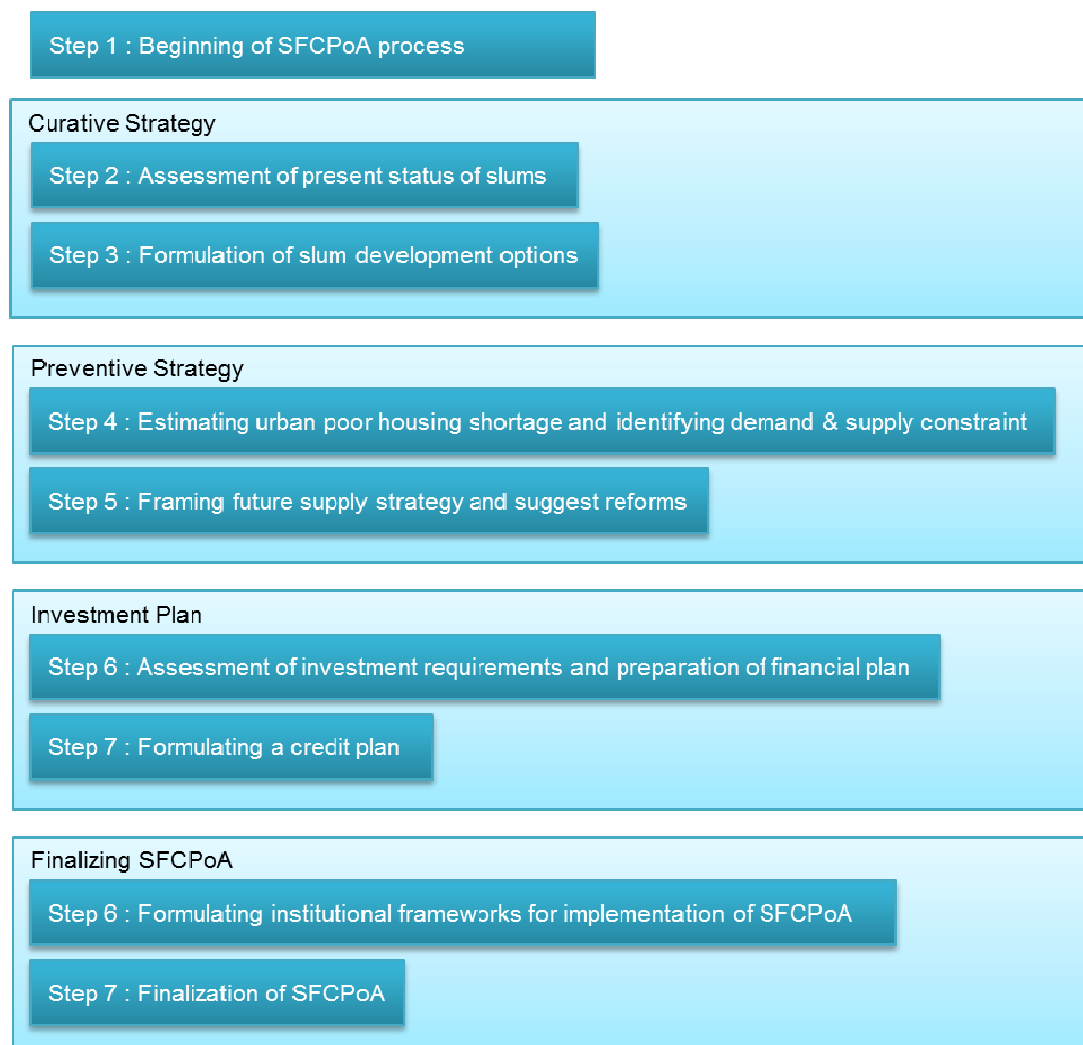 Step 1 : Beginning of SFCPoA process
Curative Strategy
Step 2 : Assessment of present status of slums
Step 3 : Formulation of slum development options
Preventive Strategy
Step 4 : Estimating urban poor housing shortage and identifying demand & supply constraint
Step 5 : Framing future supply strategy and suggest reforms
Investment Plan
Step 6 : Assessment of investment requirements and preparation of financial plan
Step 7 : Formulating a credit plan
Finalizing SFCPoA
Step 6 : Formulating institutional frameworks for implementation of SFCPoA
Step 7 : Finalization of SFCPoA